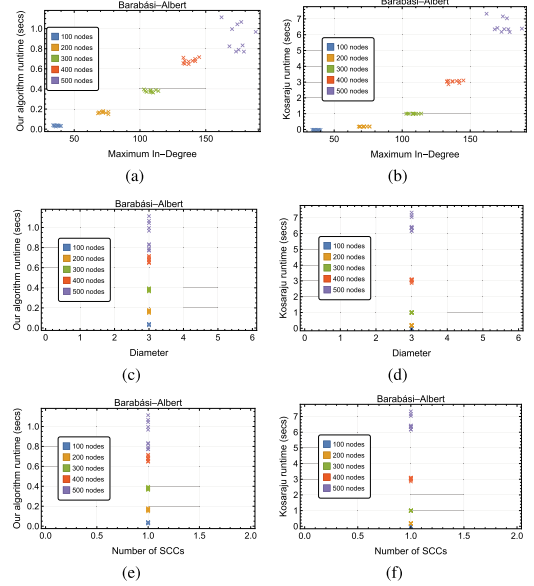 Barabási–Albert
Our algorithm runtime (secs)
1.0
0.8
0.6
0.4
0.2
0.0
100 nodes
200 nodes
300 nodes
400 nodes
500 nodes
50
100
150
Maximum In–Degree
(a)
Barabási–Albert
Kosaraju runtime (secs)
7
6
5
4
3
2
1
0
100 nodes
200 nodes
300 nodes
400 nodes
500 nodes
50
100
150
Maximum In–Degree
(b)
Barabási–Albert
Our algorithm runtime (secs)
1.0
0.8
0.6
0.4
0.2
0.0
100 nodes
200 nodes
300 nodes
400 nodes
500 nodes
0 1 2 3 4 5 6
Diameter
(c)
Barabási–Albert
Kosaraju runtime (secs)
7
6
5
4
3
2
1
0
100 nodes
200 nodes
300 nodes
400 nodes
500 nodes
0 1 2 3 4 5 6
Diameter
(d)
Barabási–Albert
Our algorithm runtime (secs)
1.0
0.8
0.6
0.4
0.2
0.0
100 nodes
200 nodes
300 nodes
400 nodes
500 nodes
0.0 0.5 1.0 1.5 2.0
Number of SCCs
(e)
Barabási–Albert
Kosaraju runtime (secs)
7
6
5
4
3
2
1
0
100 nodes
200 nodes
300 nodes
400 nodes
500 nodes
0.0 0.5 1.0 1.5 2.0
Number of SCCs
(f)